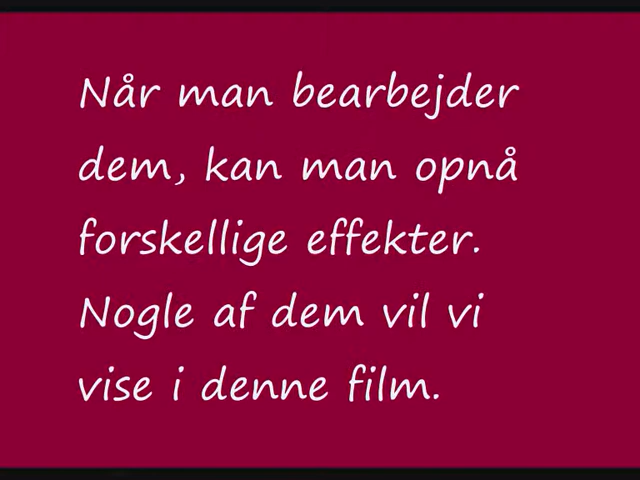 Når man bearbejder
dem, kan man opnå
forskellige effekter.
Nogle af dem vil vi
vise i denne film.